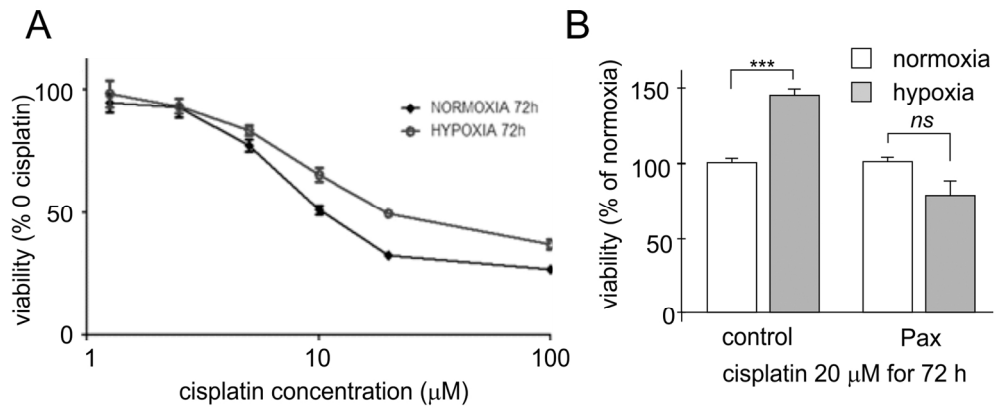 A
viability (% 0 cisplatin)
100
50
0
NORMOXIA 72h
HYPOXIA 72h
1
10
100
cisplatin concentration (μM)
B
normoxia
hypoxia
viability (% of normoxia)
150
100
50
0
***
ns
control
Pax
cisplatin 20 μM for 72 h